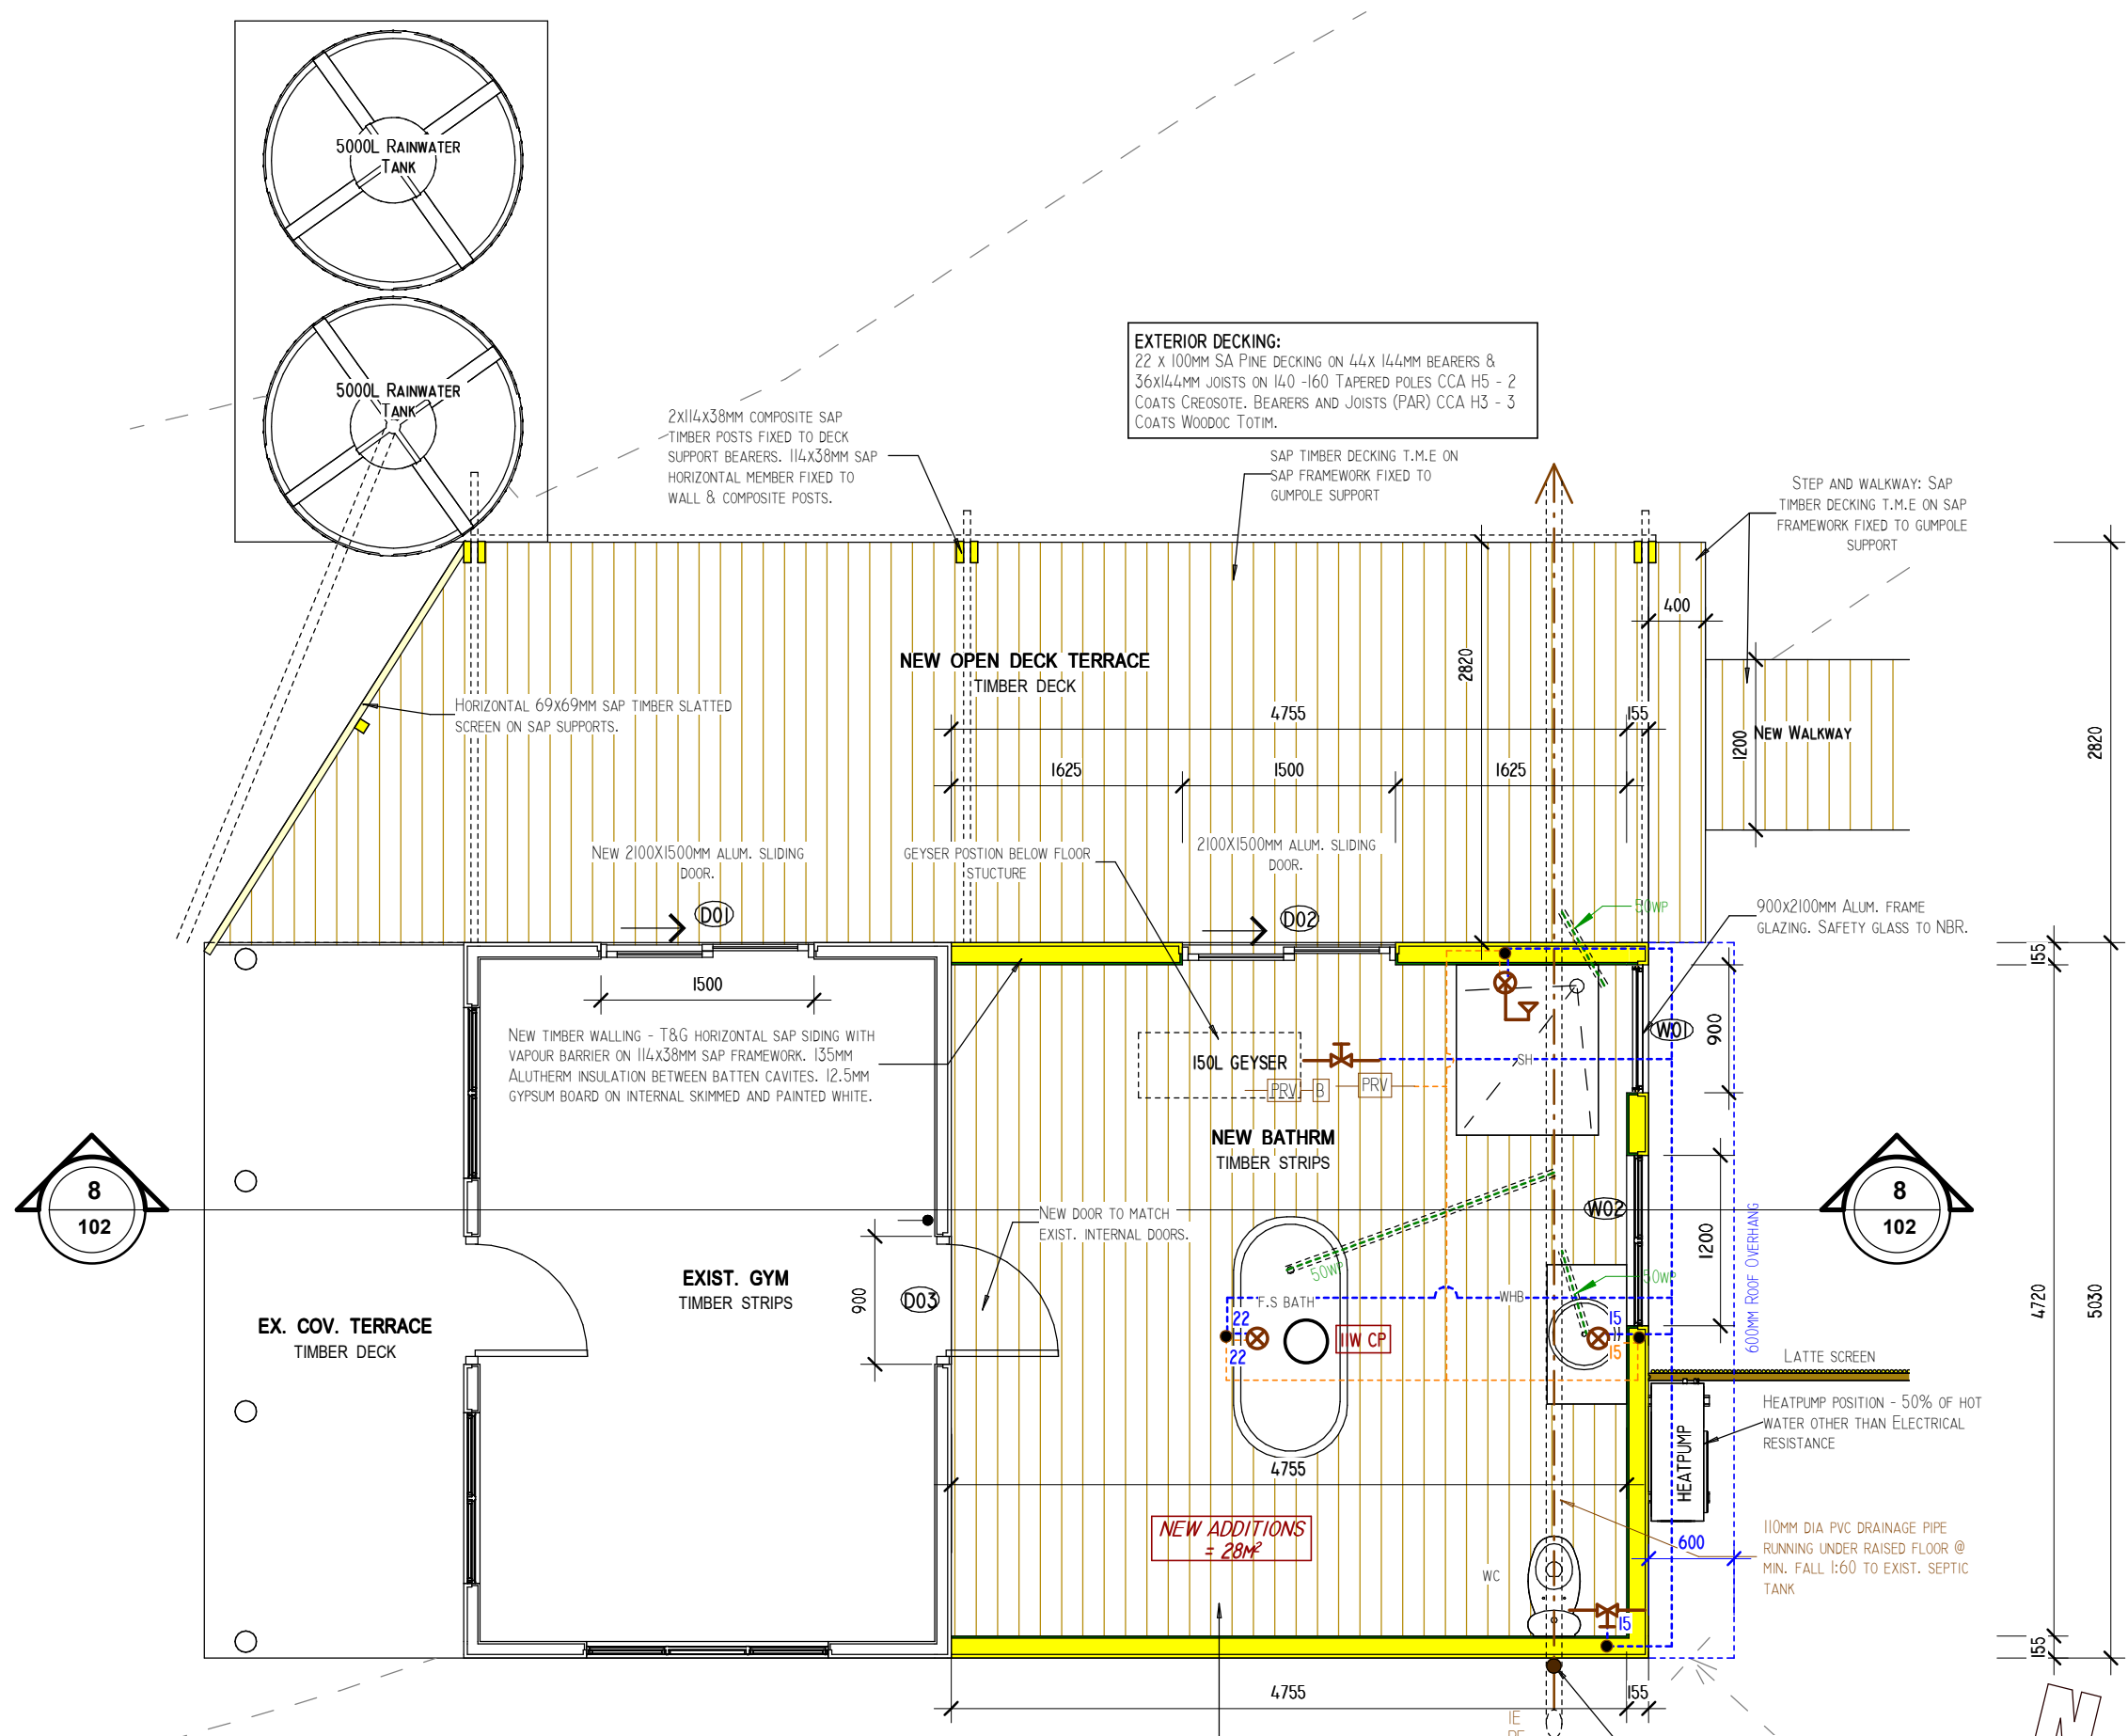 5000L RAINWATER
TANK
5000L RAINWATER
TANK
EXTERIOR DECKING:
22 X 100MM SA PINE DECKING ON 44X 144MM BEARERS &
36X144MM JOISTS ON 140 -160 TAPERED POLES CCA H5 - 2
COATS CREOSOTE. BEARERS AND JOISTS (PAR) CCA H3 - 3
COATS WOODOC TOTIM.
2X114X38MM COMPOSITE SAP
TIMBER POSTS FIXED TO DECK
SUPPORT BEARERS. 114X38MM SAP
HORIZONTAL MEMBER FIXED TO
WALL & COMPOSITE POSTS.
SAP TIMBER DECKING T.M.E ON
SAP FRAMEWORK FIXED TO
GUMPOLE SUPPORT
STEP AND WALKWAY: SAP
TIMBER DECKING T.M.E ON SAP
FRAMEWORK FIXED TO GUMPOLE
SUPPORT
400
NEW OPEN DECK TERRACE
TIMBER DECK
2820
2820
HORIZONTAL 69X69MM SAP TIMBER SLATTED
SCREEN ON SAP SUPPORTS.
4755
155
1200
NEW WALKWAY
1625
1500
1625
NEW 2100X1500MM ALUM. SLIDING
DOOR.
GEYSER POSTION BELOW FLOOR
STUCTURE
2100X1500MM ALUM. SLIDING
DOOR.
D01
D02
50WP
900X2100MM ALUM. FRAME
GLAZING. SAFETY GLASS TO NBR.
155
1500
NEW TIMBER WALLING - T&G HORIZONTAL SAP SIDING WITH
VAPOUR BARRIER ON 114X38MM SAP FRAMEWORK. 135MM
ALUTHERM INSULATION BETWEEN BATTEN CAVITES. 12.5MM
GYPSUM BOARD ON INTERNAL SKIMMED AND PAINTED WHITE.
150L GEYSER
PRV
B
PRV
SH
W01
900
NEW BATHRM
TIMBER STRIPS
8
102
8
102
NEW DOOR TO MATCH
EXIST. INTERNAL DOORS.
W02
1200
600MM ROOF OVERHANG
EXIST. GYM
TIMBER STRIPS
900
D03
50WP
50WP
F.S BATH
WHB
22
22
11W CP
15
15
4720
5030
EX. COV. TERRACE
TIMBER DECK
LATTE SCREEN
HEATPUMP POSITION - 50% OF HOT
WATER OTHER THAN ELECTRICAL
RESISTANCE
HEATPUMP
4755
NEW ADDITIONS
= 28M²
600
110MM DIA PVC DRAINAGE PIPE
RUNNING UNDER RAISED FLOOR @
MIN. FALL 1:60 TO EXIST. SEPTIC
TANK
WC
15
155
4755
155
IE
N